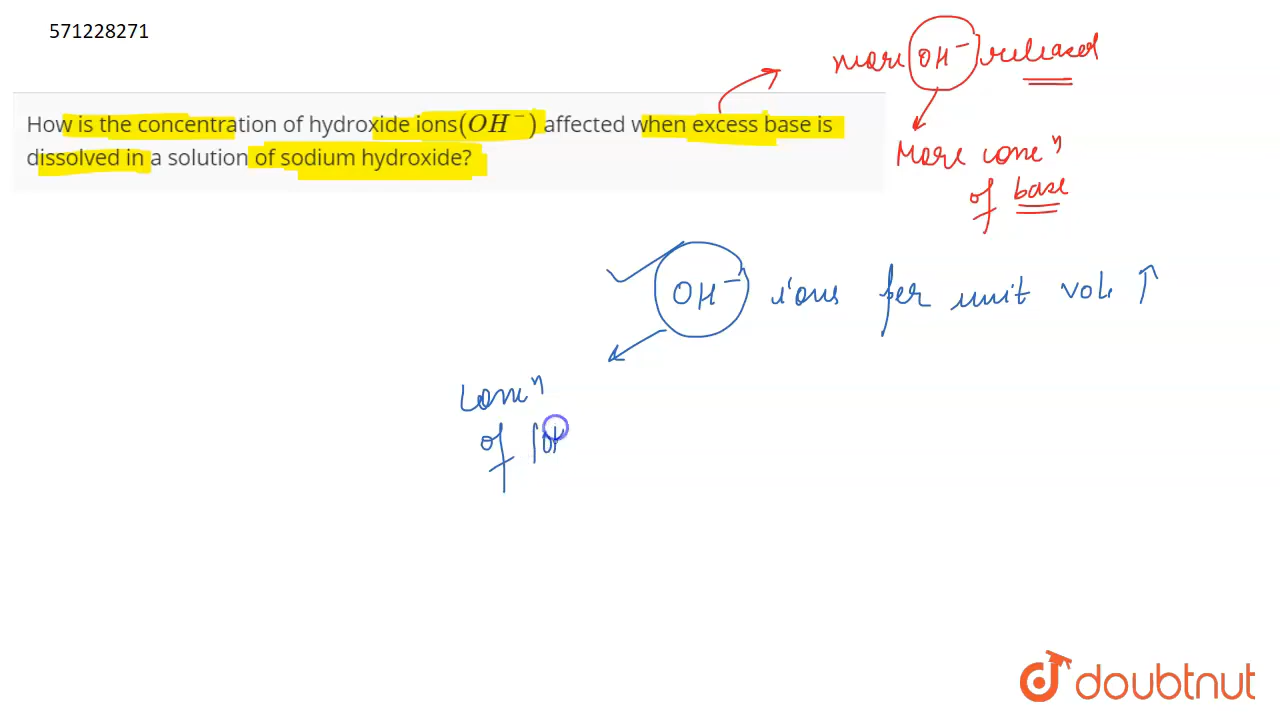 571228271
more OH⁻ released
How is the concentration of hydroxide ions(OH⁻) affected when excess base is
dissolved in a solution of sodium hydroxide?
More concⁿ
of base
OH⁻ ions per unit vol. ↑
concⁿ
of [OH
doubtnut